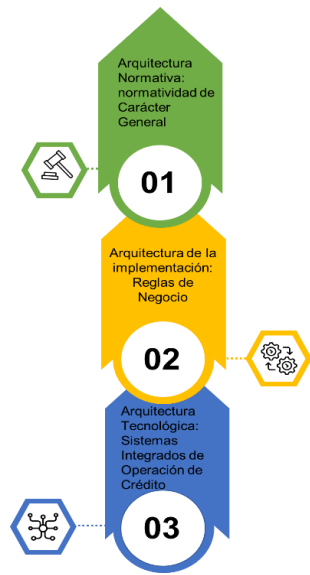 Arquitectura
Normativa:
normatividad de
Carácter
General
01
Arquitectura de la
implementación:
Reglas de
Negocio
02
Arquitectura
Tecnológica:
Sistemas
Integrados de
Operación de
Crédito
03